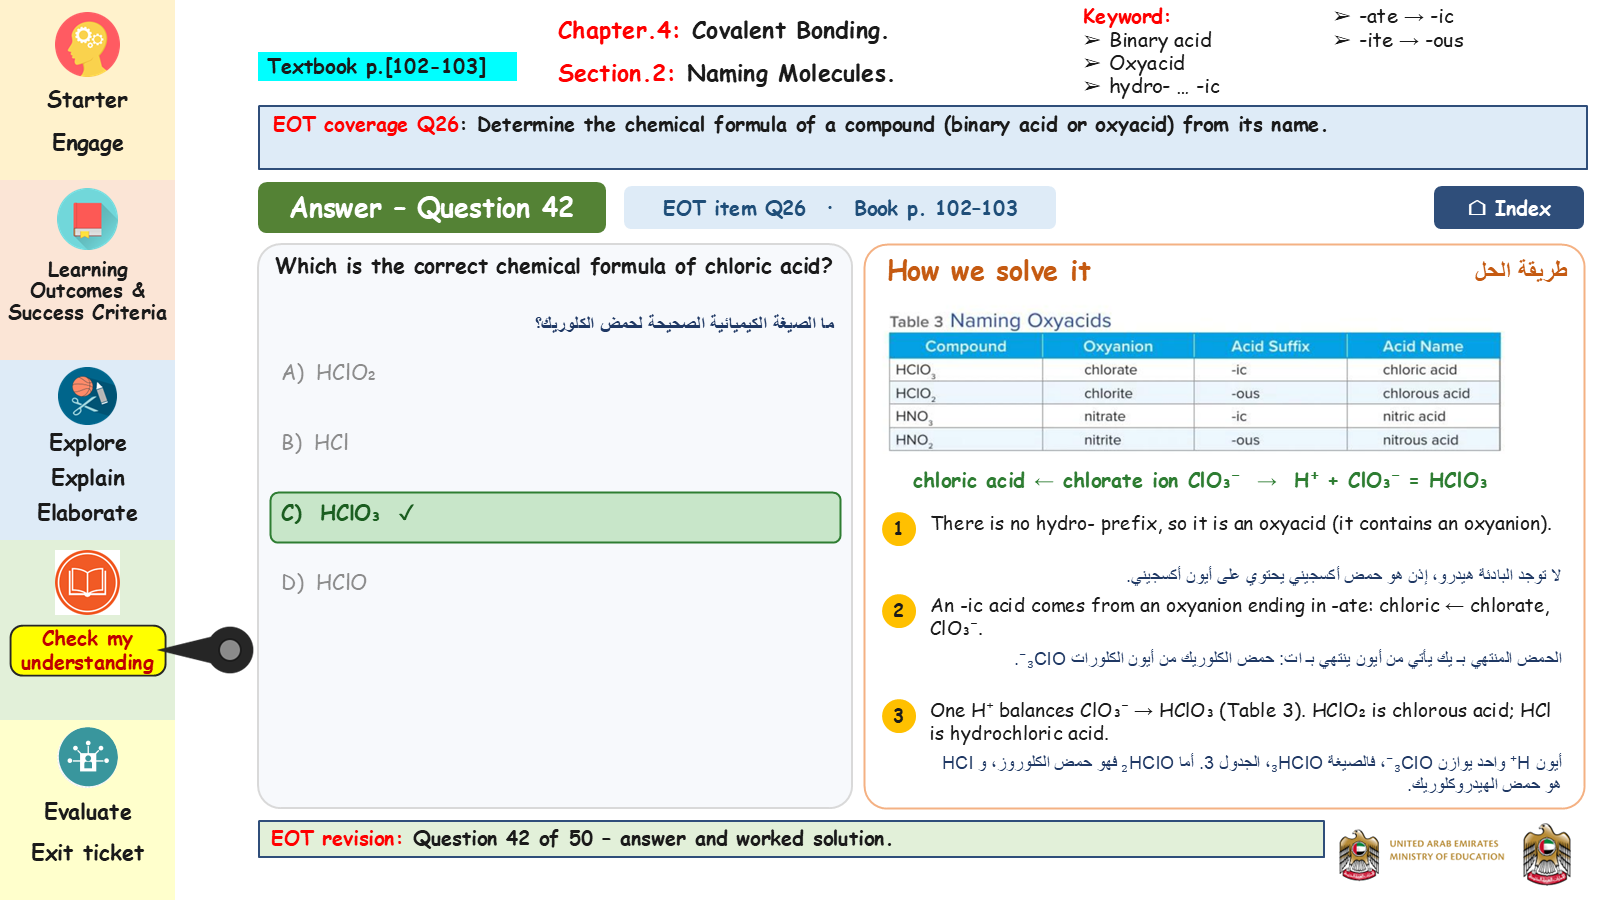 Starter
Engage
Learning
Outcomes &
Success Criteria
Explore
Explain
Elaborate
Check my
understanding
Evaluate
Exit ticket
Textbook p.[102-103]
Chapter.4: Covalent Bonding.
Section.2: Naming Molecules.
Keyword:
➢ Binary acid
➢ Oxyacid
➢ hydro- … -ic
➢ -ate → -ic
➢ -ite → -ous
EOT coverage Q26: Determine the chemical formula of a compound (binary acid or oxyacid) from its name.
Answer – Question 42
EOT item Q26 · Book p. 102–103
⌂ Index
Which is the correct chemical formula of chloric acid?
ما الصيغة الكيميائية الصحيحة لحمض الكلوريك؟
A) HClO₂
B) HCl
C) HClO₃ ✓
D) HClO
How we solve it
طريقة الحل
Table 3 Naming Oxyacids
Compound Oxyanion Acid Suffix Acid Name
HClO₃ chlorate -ic chloric acid
HClO₂ chlorite -ous chlorous acid
HNO₃ nitrate -ic nitric acid
HNO₂ nitrite -ous nitrous acid
chloric acid ← chlorate ion ClO₃⁻ → H⁺ + ClO₃⁻ = HClO₃
1 There is no hydro- prefix, so it is an oxyacid (it contains an oxyanion).
لا توجد البادئة هيدرو، إذن هو حمض أكسجيني يحتوي على أيون أكسجيني.
2 An -ic acid comes from an oxyanion ending in -ate: chloric ← chlorate,
ClO₃⁻.
الحمض المنتهي بـ يك يأتي من أيون ينتهي بـ ات: حمض الكلوريك من أيون الكلورات ClO₃⁻.
3 One H⁺ balances ClO₃⁻ → HClO₃ (Table 3). HClO₂ is chlorous acid; HCl
is hydrochloric acid.
أيون H⁺ واحد يوازن ClO₃⁻، فالصيغة HClO₃، الجدول 3. أما HClO₂ فهو حمض الكلوروز، و HCl
هو حمض الهيدروكلوريك.
EOT revision: Question 42 of 50 – answer and worked solution.
UNITED ARAB EMIRATES
MINISTRY OF EDUCATION